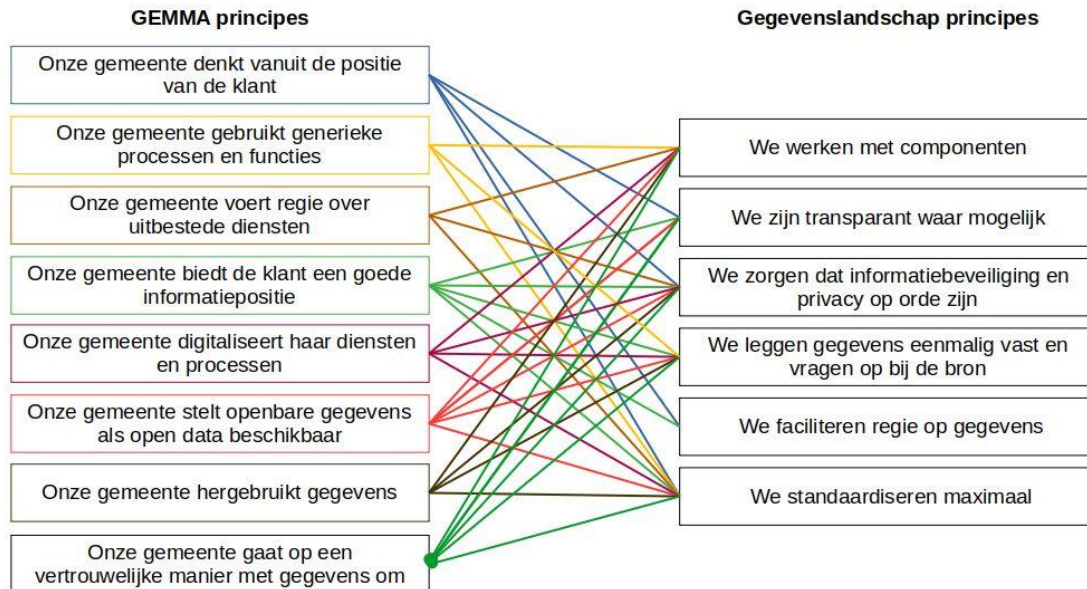 GEMMA principes
Onze gemeente denkt vanuit de positie
van de klant
Onze gemeente gebruikt generieke
processen en functies
Onze gemeente voert regie over
uitbestede diensten
Onze gemeente biedt de klant een goede
informatiepositie
Onze gemeente digitaliseert haar diensten
en processen
Onze gemeente stelt openbare gegevens
als open data beschikbaar
Onze gemeente hergebruikt gegevens
Onze gemeente gaat op een
vertrouwelijke manier met gegevens om
Gegevenslandschap principes
We werken met componenten
We zijn transparant waar mogelijk
We zorgen dat informatiebeveiliging en
privacy op orde zijn
We leggen gegevens eenmalig vast en
vragen op bij de bron
We faciliteren regie op gegevens
We standaardiseren maximaal